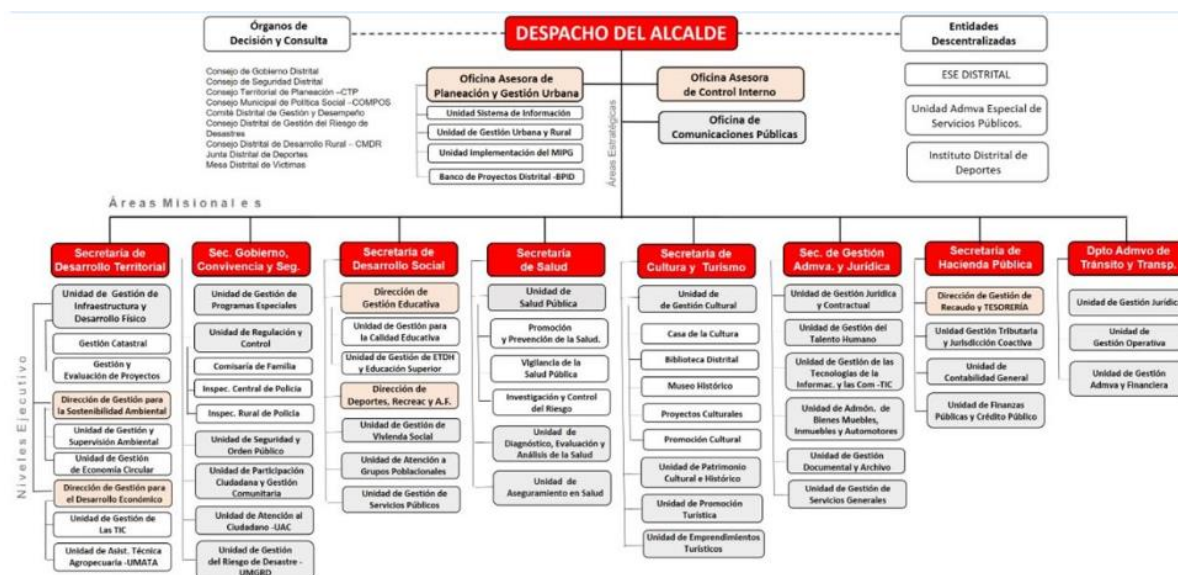 Órganos de
Decisión y Consulta
DESPACHO DEL ALCALDE
Entidades
Descentralizadas
Consejo de Gobierno Distrital
Consejo de Seguridad Distrital
Consejo Territorial de Planeación –CTP
Consejo Municipal de Política Social -COMPOS
Comité Distrital de Gestión y Desempeño
Consejo Distrital de Gestión del Riesgo de
Desastres
Consejo Distrital de Desarrollo Rural – CMDR
Junta Distrital de Deportes
Mesa Distrital de Victimas
Oficina Asesora de
Planeación y Gestión Urbana
Unidad Sistema de Información
Unidad de Gestión Urbana y Rural
Unidad Implementación del MIPG
Banco de Proyectos Distrital -BPID
Áreas Estratégicas
Oficina Asesora
de Control Interno
Oficina de
Comunicaciones Públicas
ESE DISTRITAL
Unidad Admva Especial de
Servicios Públicos.
Instituto Distrital de
Deportes
Áreas Misionales
Niveles Ejecutivo
Secretaría de
Desarrollo Territorial
Unidad de Gestión de
Infraestructura y
Desarrollo Físico
Gestión Catastral
Gestión y
Evaluación de Proyectos
Dirección de Gestión para
la Sostenibilidad Ambiental
Unidad de Gestión y
Supervisión Ambiental
Unidad de Gestión
de Economía Circular
Dirección de Gestión para
el Desarrollo Económico
Unidad de Gestión de
Las TIC
Unidad de Asist. Técnica
Agropecuaria -UMATA
Sec. Gobierno,
Convivencia y Seg.
Unidad de Gestión de
Programas Especiales
Unidad de Regulación y
Control
Comisaría de Familia
Inspec. Central de Policia
Inspec. Rural de Policia
Unidad de Seguridad y
Orden Público
Unidad de Participación
Ciudadana y Gestión
Comunitaria
Unidad de Atención al
Ciudadano -UAC
Unidad de Gestión
del Riesgo de Desastre -
UMGRD
Secretaría de
Desarrollo Social
Dirección de
Gestión Educativa
Unidad de Gestión para
la Calidad Educativa
Unidad de Gestión de ETDH
y Educación Superior
Dirección de
Deportes, Recreac y A.F.
Unidad de Gestión de
Vivienda Social
Unidad de Atención a
Grupos Poblacionales
Unidad de Gestión de
Servicios Públicos
Secretaría
de Salud
Unidad de
Salud Pública
Promoción
y Prevención de la Salud.
Vigilancia de la
Salud Pública
Investigación y Control
del Riesgo
Unidad de
Diagnóstico, Evaluación y
Análisis de la Salud
Unidad de
Aseguramiento en Salud
Secretaría de
Cultura y Turismo
Unidad de
de Gestión Cultural
Casa de la Cultura
Biblioteca Distrital
Museo Histórico
Proyectos Culturales
Promoción Cultural
Unidad de Patrimonio
Cultural e Histórico
Unidad de Promoción
Turística
Unidad de Emprendimientos
Turísticos
Sec. de Gestión
Admva. y Jurídica
Unidad de Gestión Jurídica
y Contractual
Unidad de Gestión del
Talento Humano
Unidad de Gestión de las
Tecnologías de la
Informac. y las Com -TIC
Unidad de Admón. de
Bienes Muebles,
Inmuebles y Automotores
Unidad de Gestión
Documental y Archivo
Unidad de Gestión de
Servicios Generales
Secretaría de
Hacienda Pública
Dirección de Gestión de
Recaudo y TESORERÍA
Unidad Gestión Tributaria
y Jurisdicción Coactiva
Unidad de
Contabilidad General
Unidad de Finanzas
Públicas y Crédito Público
Dpto Admvo de
Tránsito y Transp.
Unidad de Gestión Jurídica
Unidad de
Gestión Operativa
Unidad de Gestión
Admva y Financiera